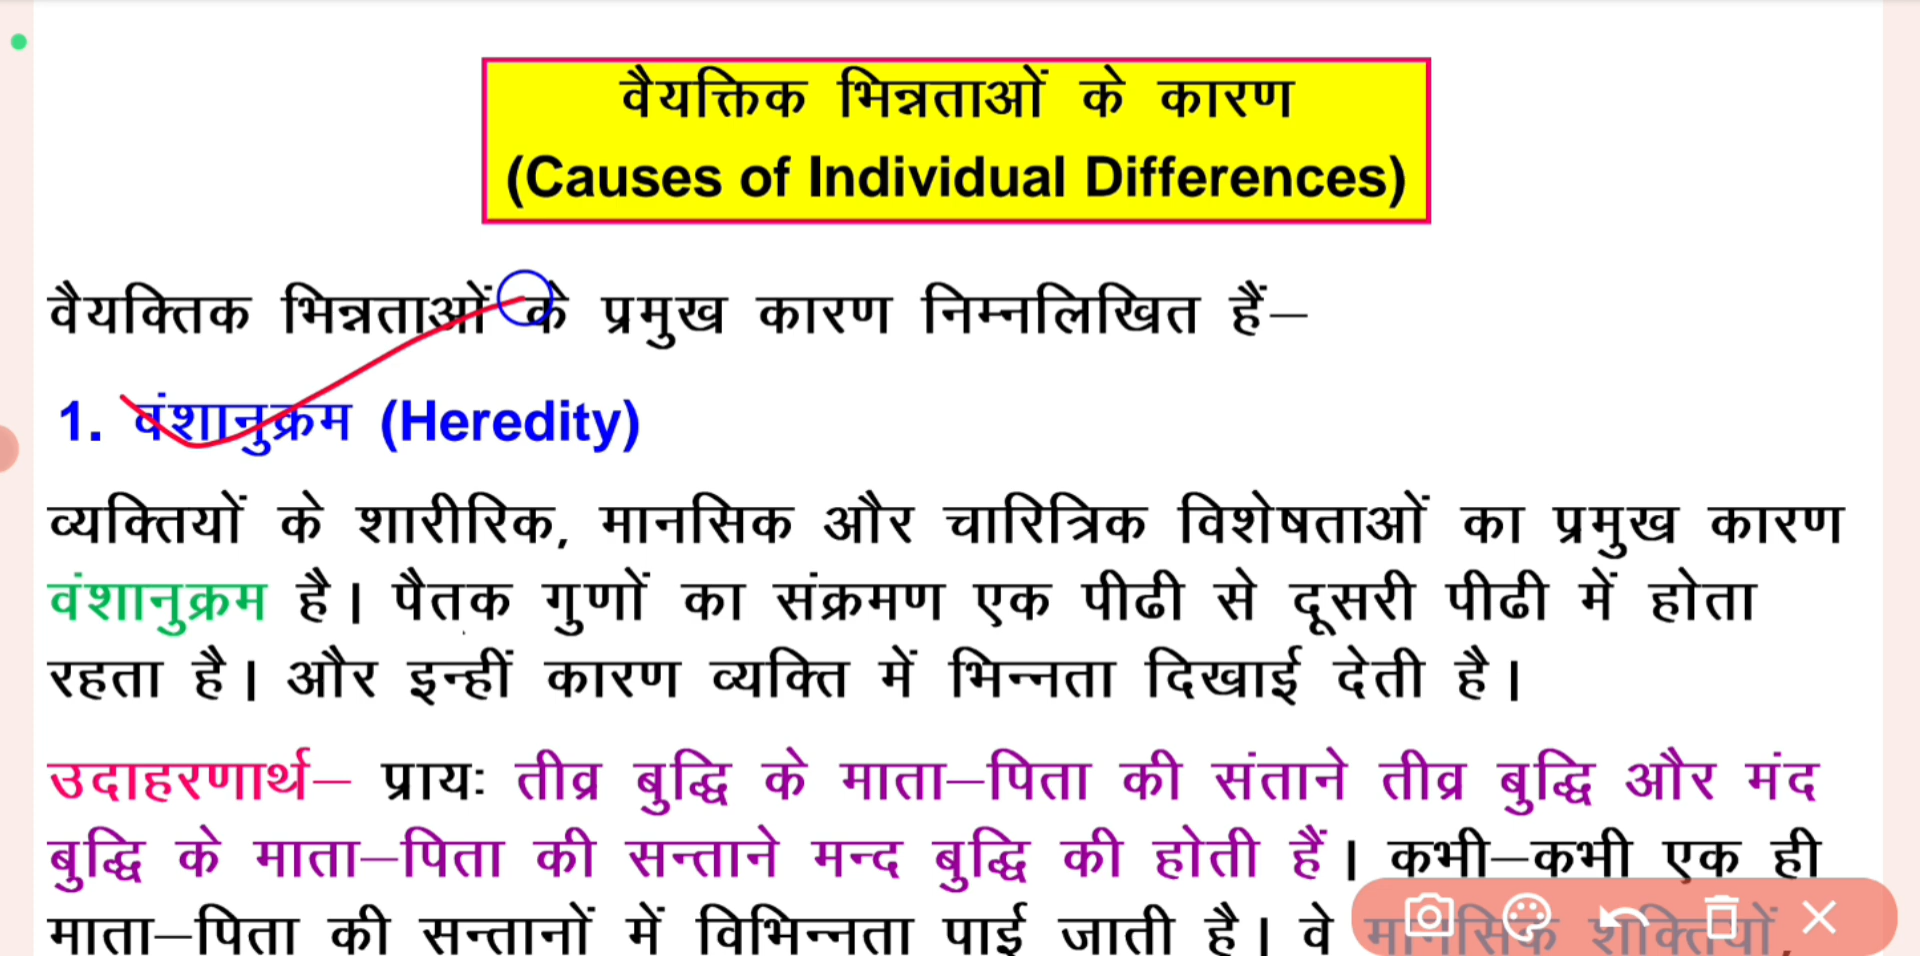 वैयक्तिक भिन्नताओं के कारण
(Causes of Individual Differences)
वैयक्तिक भिन्नताओं के प्रमुख कारण निम्नलिखित हैं–
1. वंशानुक्रम (Heredity)
व्यक्तियों के शारीरिक, मानसिक और चारित्रिक विशेषताओं का प्रमुख कारण
वंशानुक्रम है। पैतक गुणों का संक्रमण एक पीढी से दूसरी पीढी में होता
रहता है। और इन्हीं कारण व्यक्ति में भिन्नता दिखाई देती है।
उदाहरणार्थ– प्रायः तीव्र बुद्धि के माता–पिता की संताने तीव्र बुद्धि और मंद
बुद्धि के माता–पिता की सन्ताने मन्द बुद्धि की होती हैं। कभी–कभी एक ही
माता–पिता की सन्तानों में विभिन्नता पाई जाती है। वे मानसिक शक्तियों,